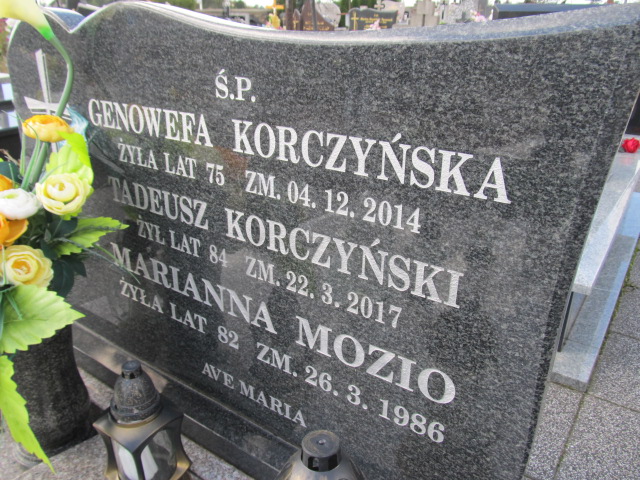 Ś.P.
GENOWEFA KORCZYŃSKA
ŻYŁA LAT 75 ZM. 04. 12. 2014
TADEUSZ KORCZYŃSKI
ŻYŁ LAT 84 ZM. 22. 3. 2017
MARIANNA MOZIO
ŻYŁA LAT 82 ZM. 26. 3. 1986
AVE MARIA